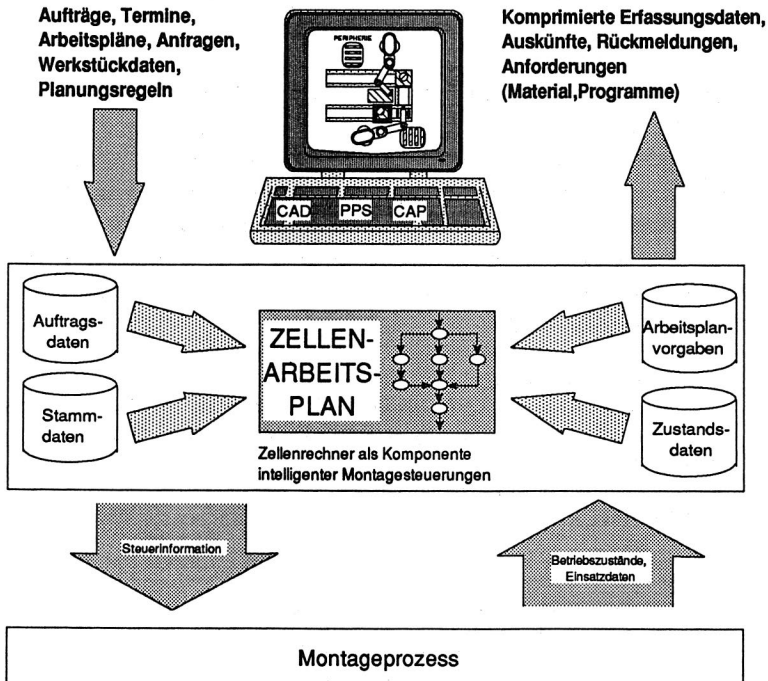 Aufträge, Termine,
Arbeitspläne, Anfragen,
Werkstückdaten,
Planungsregeln
Komprimierte Erfassungsdaten,
Auskünfte, Rückmeldungen,
Anforderungen
(Material,Programme)
PERIPHERIE
CAD PPS CAP
Auftrags-
daten
Stamm-
daten
ZELLEN-
ARBEITS-
PLAN
Zellenrechner als Komponente
intelligenter Montagesteuerungen
Arbeitsplan-
vorgaben
Zustands-
daten
Steuerinformation
Betriebszustände,
Einsatzdaten
Montageprozess